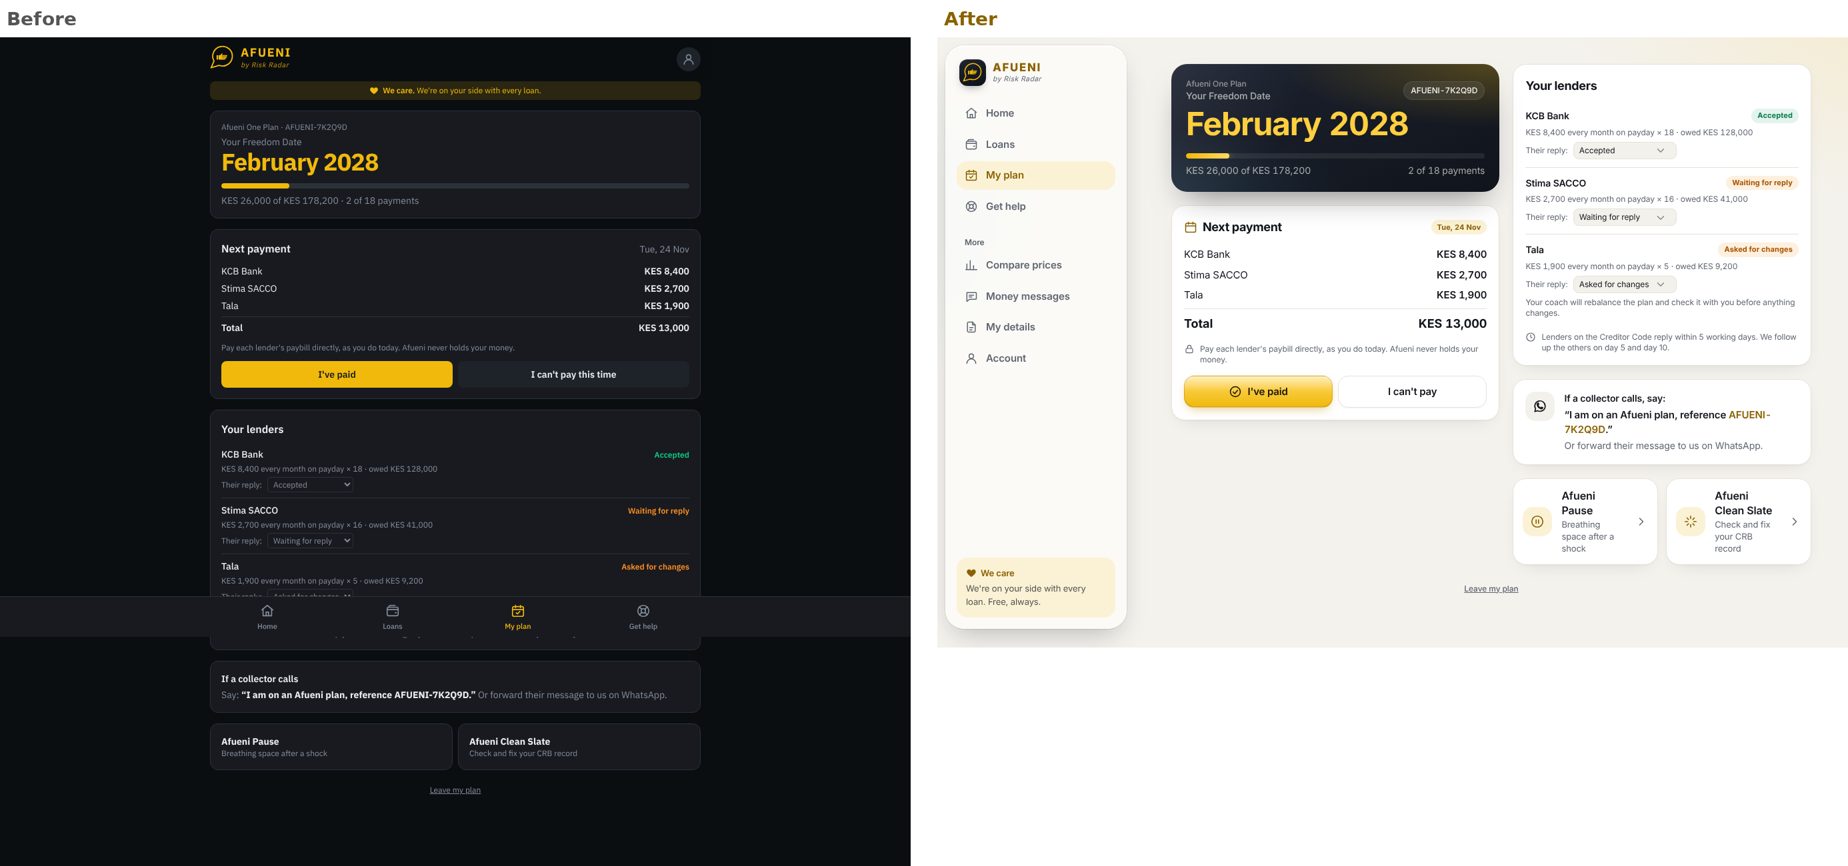 Before
AFUENI
by Risk Radar
We care. We're on your side with every loan.
Afueni One Plan · AFUENI-7K2Q9D
Your Freedom Date
February 2028
KES 26,000 of KES 178,200 · 2 of 18 payments
Next payment
Tue, 24 Nov
KCB Bank
KES 8,400
Stima SACCO
KES 2,700
Tala
KES 1,900
Total
KES 13,000
Pay each lender's paybill directly, as you do today. Afueni never holds your money.
I've paid
I can't pay this time
Your lenders
KCB Bank
Accepted
KES 8,400 every month on payday × 18 · owed KES 128,000
Their reply: Accepted
Stima SACCO
Waiting for reply
KES 2,700 every month on payday × 16 · owed KES 41,000
Their reply: Waiting for reply
Tala
Asked for changes
KES 1,900 every month on payday × 5 · owed KES 9,200
Home
Loans
My plan
Get help
If a collector calls
Say: “I am on an Afueni plan, reference AFUENI-7K2Q9D.” Or forward their message to us on WhatsApp.
Afueni Pause
Breathing space after a shock
Afueni Clean Slate
Check and fix your CRB record
Leave my plan
After
AFUENI
by Risk Radar
Home
Loans
My plan
Get help
More
Compare prices
Money messages
My details
Account
We care
We're on your side with every
loan. Free, always.
Afueni One Plan
Your Freedom Date
AFUENI-7K2Q9D
February 2028
KES 26,000 of KES 178,200
2 of 18 payments
Next payment
Tue, 24 Nov
KCB Bank
KES 8,400
Stima SACCO
KES 2,700
Tala
KES 1,900
Total
KES 13,000
Pay each lender's paybill directly, as you do today. Afueni never holds your
money.
I've paid
I can't pay
Your lenders
KCB Bank
Accepted
KES 8,400 every month on payday × 18 · owed KES 128,000
Their reply: Accepted
Stima SACCO
Waiting for reply
KES 2,700 every month on payday × 16 · owed KES 41,000
Their reply: Waiting for reply
Tala
Asked for changes
KES 1,900 every month on payday × 5 · owed KES 9,200
Their reply: Asked for changes
Your coach will rebalance the plan and check it with you before anything
changes.
Lenders on the Creditor Code reply within 5 working days. We follow
up the others on day 5 and day 10.
If a collector calls, say:
“I am on an Afueni plan, reference AFUENI-
7K2Q9D.”
Or forward their message to us on WhatsApp.
Afueni
Pause
Breathing
space after a
shock
Afueni
Clean Slate
Check and fix
your CRB
record
Leave my plan